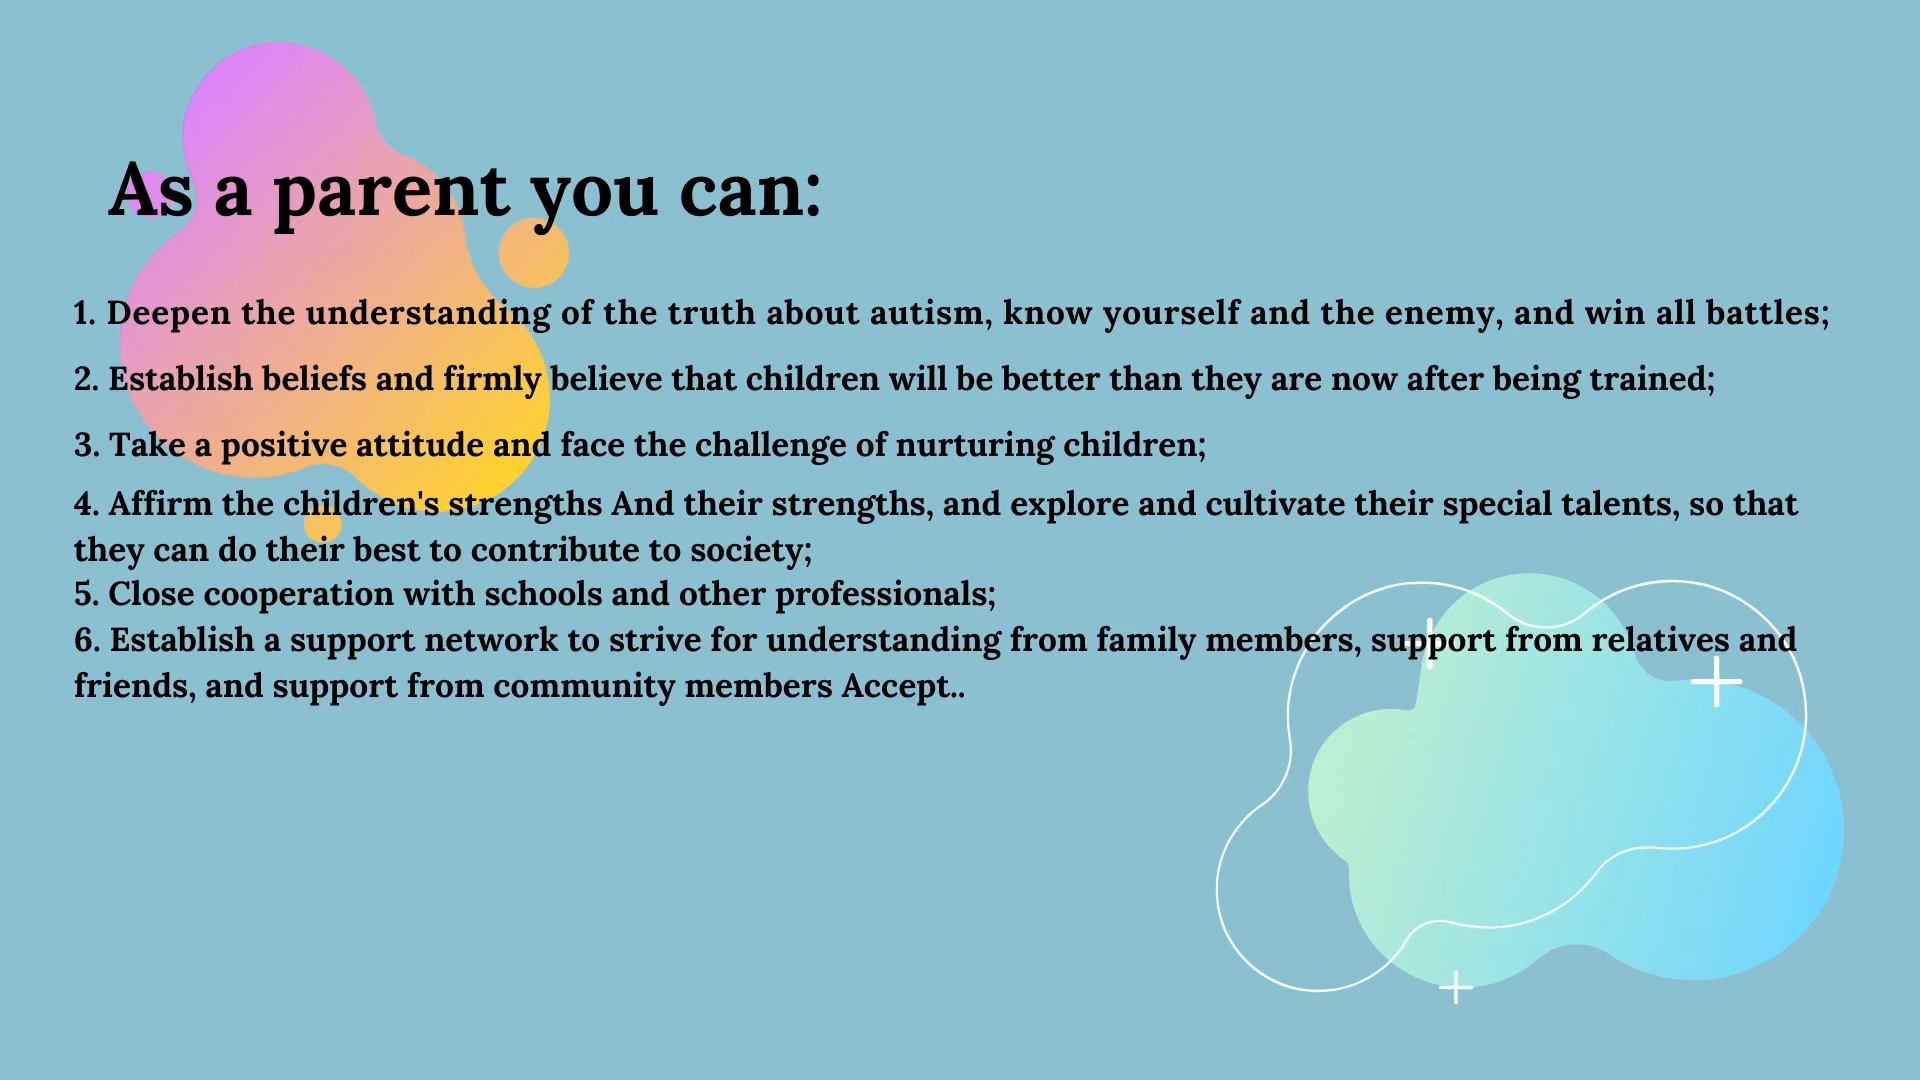 As a parent you can:
1. Deepen the understanding of the truth about autism, know yourself and the enemy, and win all battles;
2. Establish beliefs and firmly believe that children will be better than they are now after being trained;
3. Take a positive attitude and face the challenge of nurturing children;
4. Affirm the children's strengths And their strengths, and explore and cultivate their special talents, so that
they can do their best to contribute to society;
5. Close cooperation with schools and other professionals;
6. Establish a support network to strive for understanding from family members, support from relatives and
friends, and support from community members Accept..